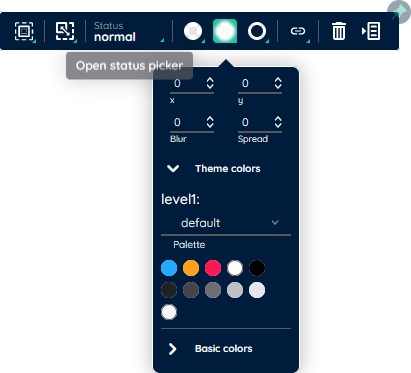 Status
normal
Open status picker
0 0
x y
0 0
Blur Spread
Theme colors
level1:
default
Palette
Basic colors